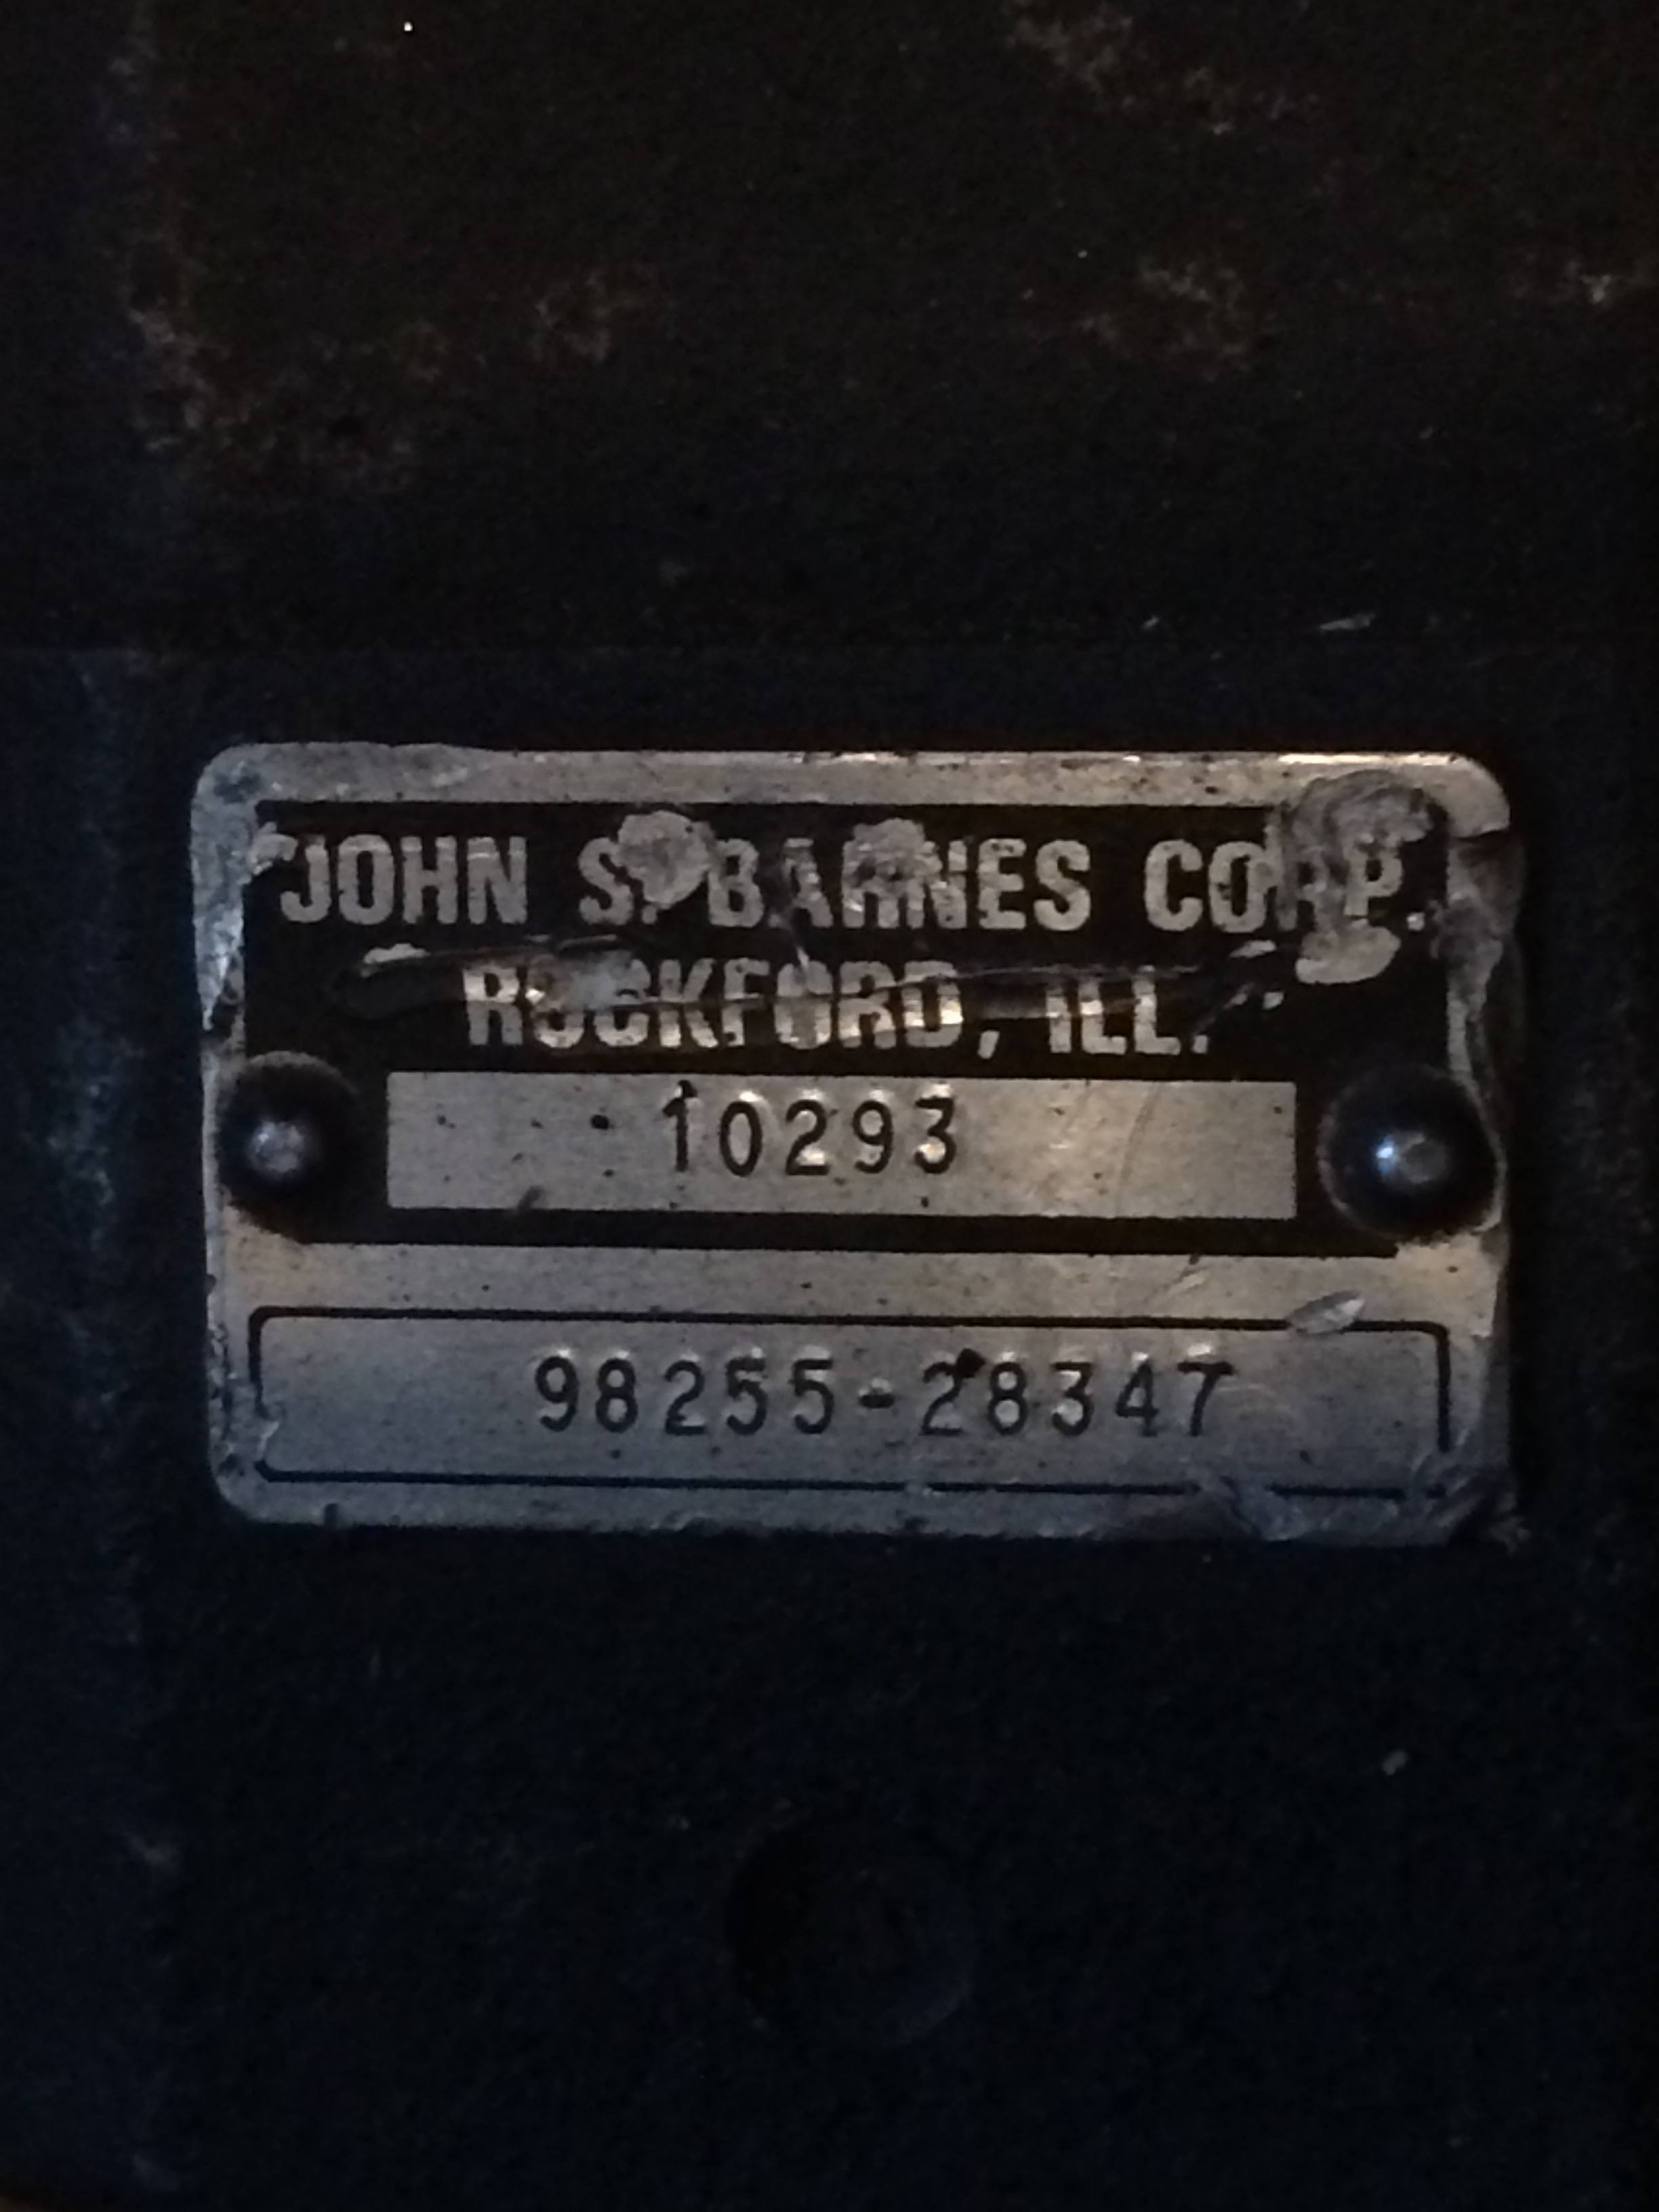 JOHN S. BARNES CORP.
ROCKFORD, ILL.
10293
98255-28347